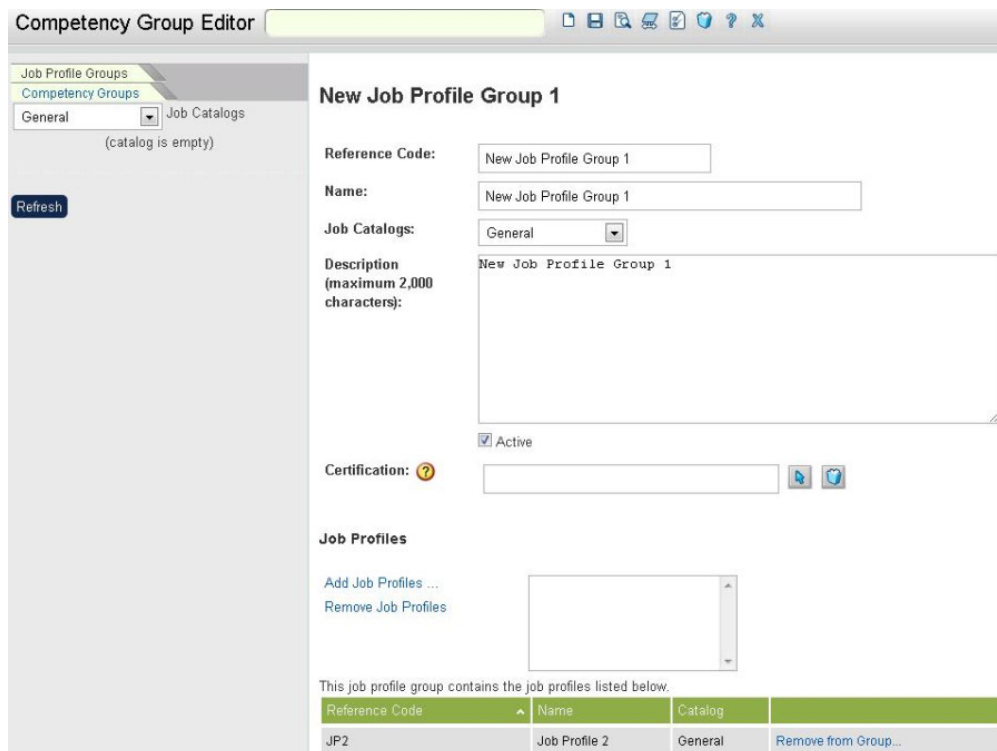 Competency Group Editor
Job Profile Groups
Competency Groups
General
Job Catalogs
(catalog is empty)
Refresh
New Job Profile Group 1
Reference Code:
New Job Profile Group 1
Name:
New Job Profile Group 1
Job Catalogs:
General
Description
(maximum 2,000
characters):
New Job Profile Group 1
Active
Certification:
?
Job Profiles
Add Job Profiles ...
Remove Job Profiles
This job profile group contains the job profiles listed below.
Reference Code Name Catalog
JP2 Job Profile 2 General Remove from Group...